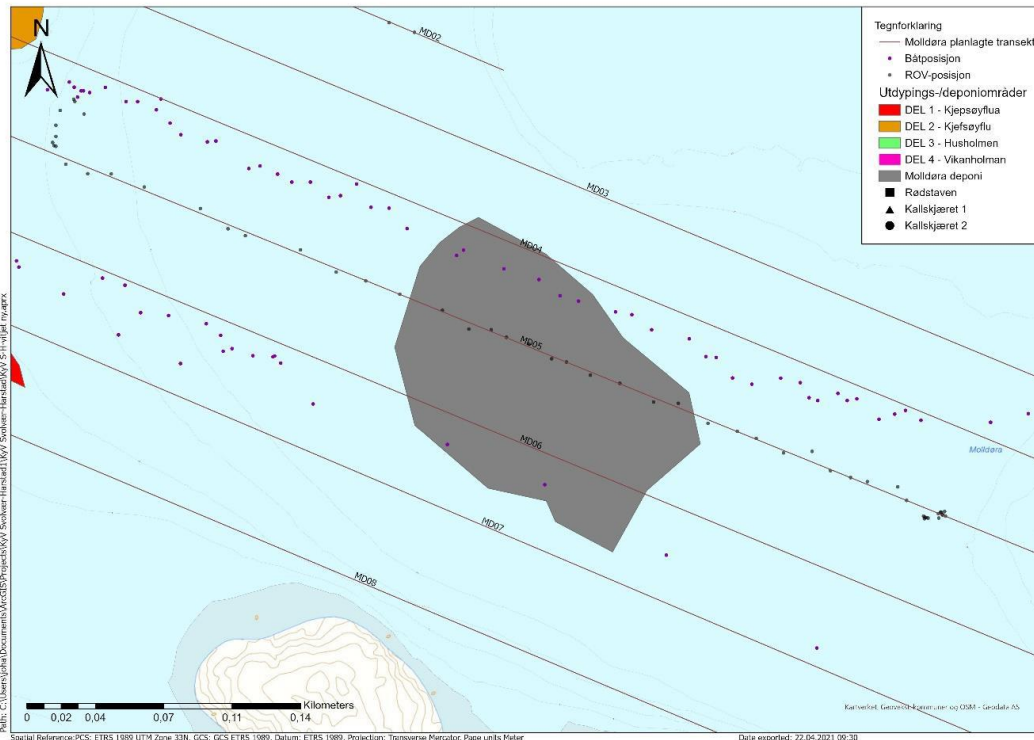 N
MD02
MD03
MD04
MD05
MD06
MD07
MD08
Molldøra
Tegnforklaring
Molldøra planlagte transekt
Båtposisjon
ROV-posisjon
Utdypings-/deponiområder
DEL 1 - Kjepsøyflua
DEL 2 - Kjefsøyflu
DEL 3 - Husholmen
DEL 4 - Vikanholman
Molldøra deponi
Rødstaven
Kallskjæret 1
Kallskjæret 2
Kilometers
0 0,02 0,04 0,07 0,11 0,14
Kartverket, Geovekst, kommuner og OSM - Geodata AS
Spatial Reference:PCS: ETRS 1989 UTM Zone 33N, GCS: GCS ETRS 1989, Datum: ETRS 1989, Projection: Transverse Mercator, Page units Meter
Date exported: 22.04.2021 09:30